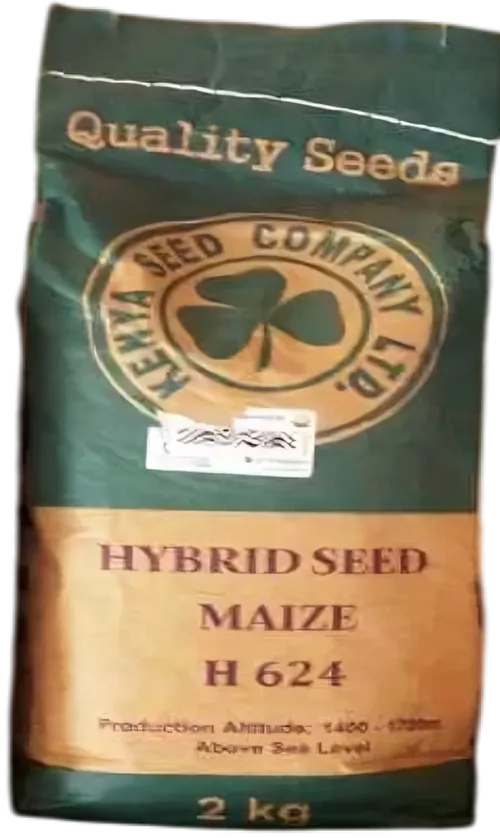 Quality Seeds
KENYA SEED COMPANY LTD.
HYBRID SEED
MAIZE
H 624
Production Altitude: 1400 - 1700m
Above Sea Level
2 kg